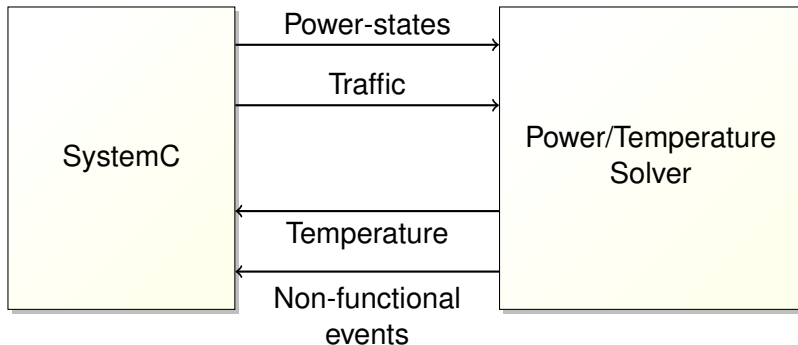 Power-states
Traffic
SystemC
Power/Temperature
Solver
Temperature
Non-functional
events